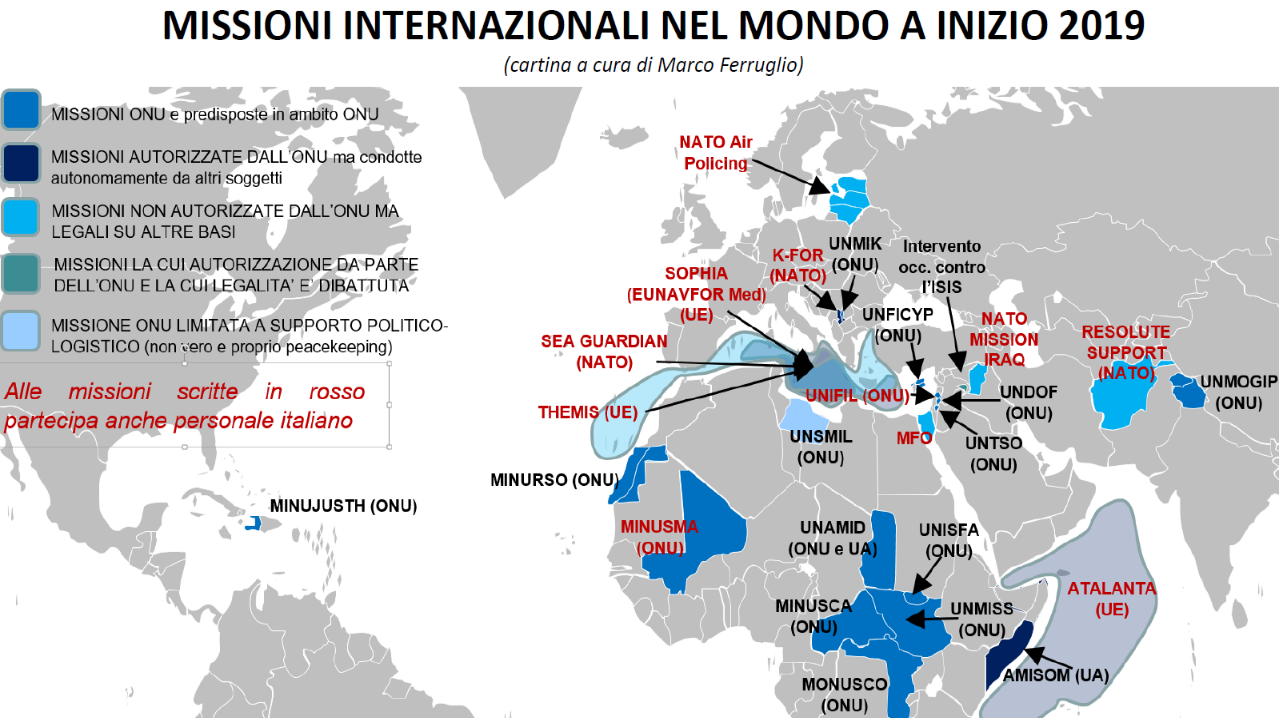 MISSIONI INTERNAZIONALI NEL MONDO A INIZIO 2019
(cartina a cura di Marco Ferruglio)
MISSIONI ONU e predisposte in ambito ONU
MISSIONI AUTORIZZATE DALL'ONU ma condotte
autonomamente da altri soggetti
MISSIONI NON AUTORIZZATE DALL'ONU MA
LEGALI SU ALTRE BASI
MISSIONI LA CUI AUTORIZZAZIONE DA PARTE
DELL'ONU E LA CUI LEGALITA' E' DIBATTUTA
MISSIONE ONU LIMITATA A SUPPORTO POLITICO-
LOGISTICO (non vero e proprio peacekeeping)
Alle missioni scritte in rosso
partecipa anche personale italiano
NATO Air
Policing
K-FOR
(NATO)
UNMIK
(ONU)
Intervento
occ. contro
l'ISIS
SOPHIA
(EUNAVFOR Med)
(UE)
UNFICYP
(ONU)
NATO
MISSION
IRAQ
RESOLUTE
SUPPORT
(NATO)
SEA GUARDIAN
(NATO)
UNMOGIP
(ONU)
THEMIS (UE)
UNIFIL (ONU)
UNDOF
(ONU)
UNSMIL
(ONU)
MFO
UNTSO
(ONU)
MINURSO (ONU)
MINUJUSTH (ONU)
MINUSMA
(ONU)
UNAMID
(ONU e UA)
UNISFA
(ONU)
ATALANTA
(UE)
MINUSCA
(ONU)
UNMISS
(ONU)
AMISOM (UA)
MONUSCO
(ONU)